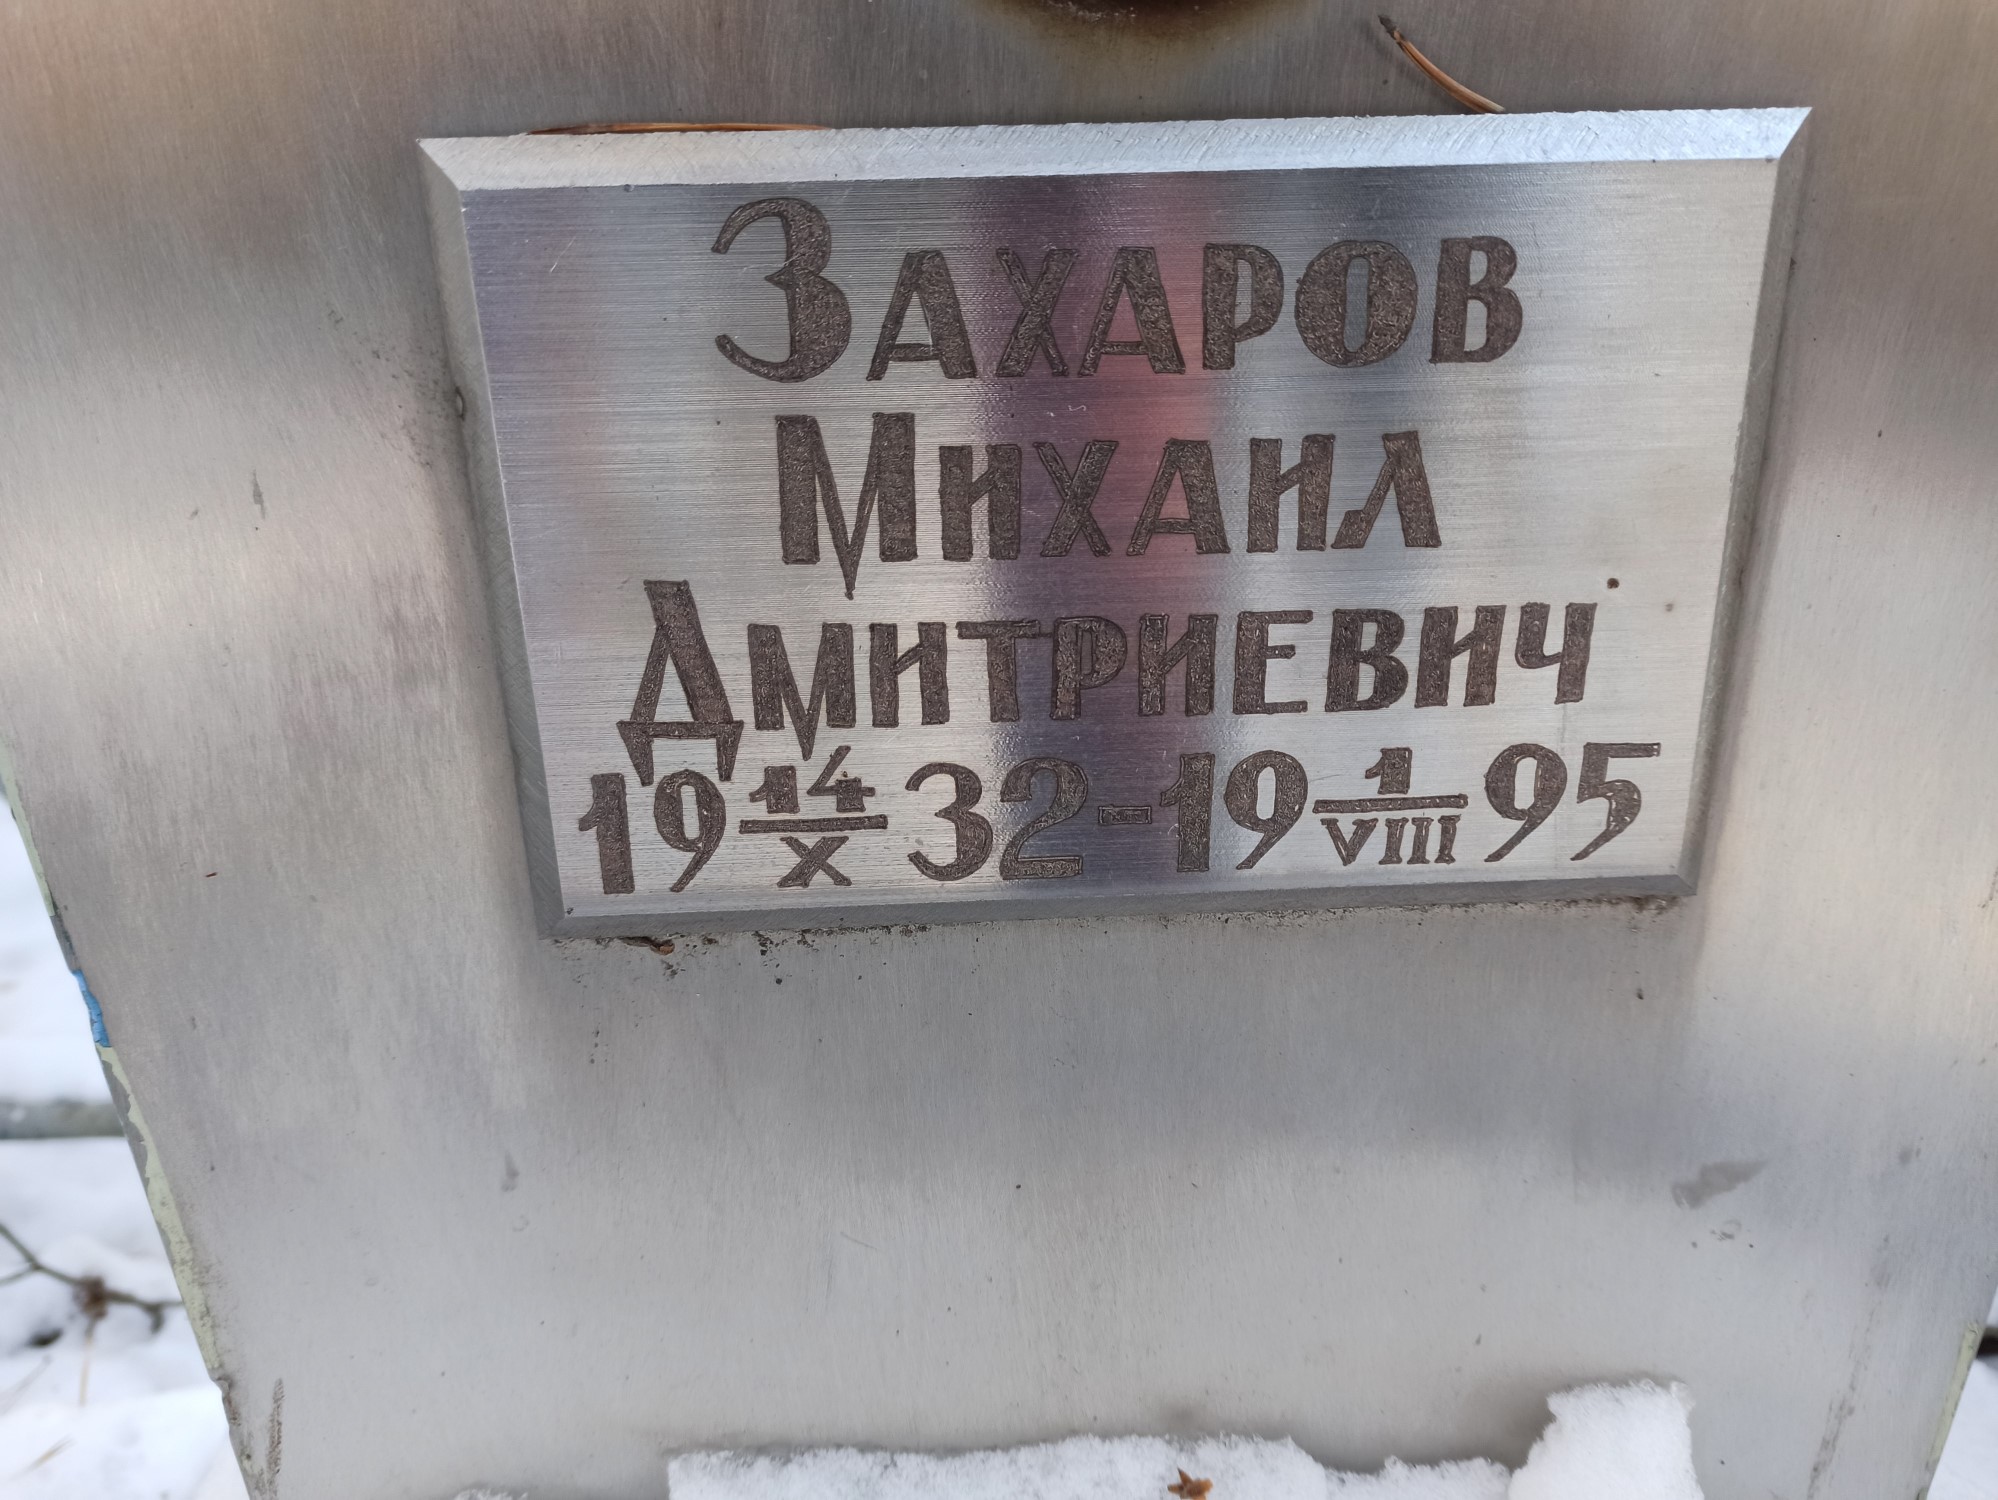 Захаров
Михаил
Дмитриевич
19 14/X 32-19 1/VIII 95